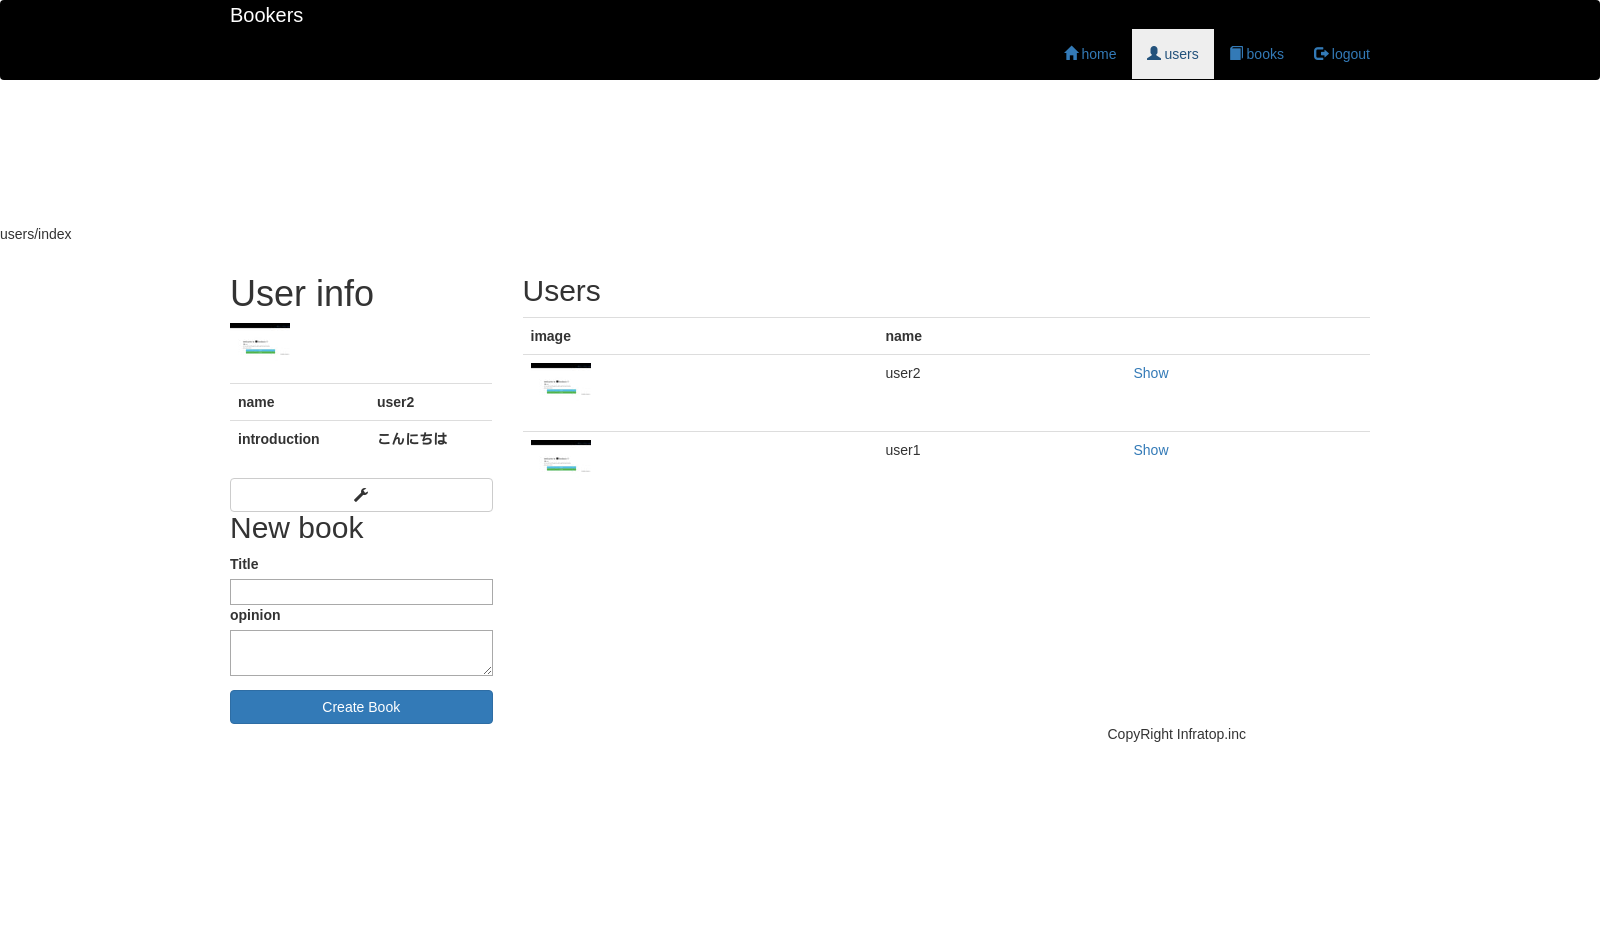 Bookers
home users books logout
users/index
User info
name user2
introduction こんにちは
New book
Title
opinion
Create Book
Users
image name
user2 Show
user1 Show
CopyRight Infratop.inc